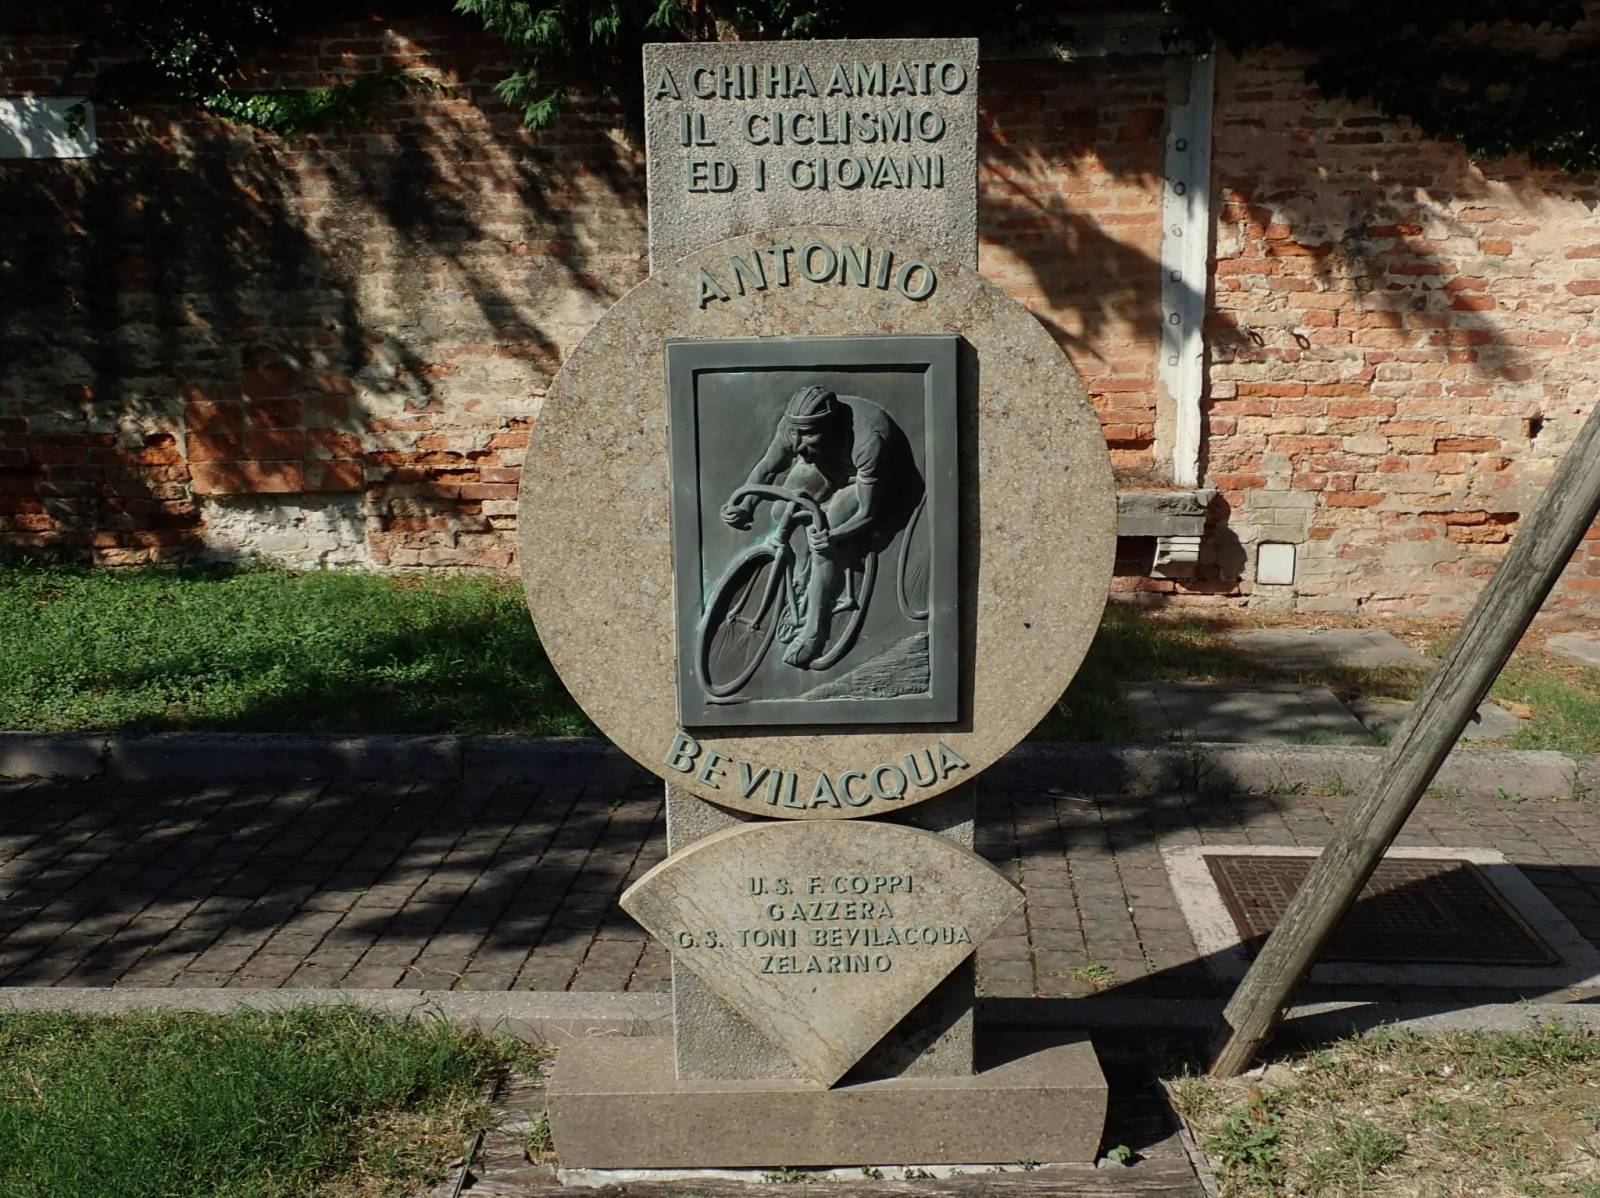 A CHI HA AMATO
IL CICLISMO
ED I GIOVANI
ANTONIO
BEVILACQUA
U.S. F. COPPI
GAZZERA
G.S. TONI BEVILACQUA
ZELARINO